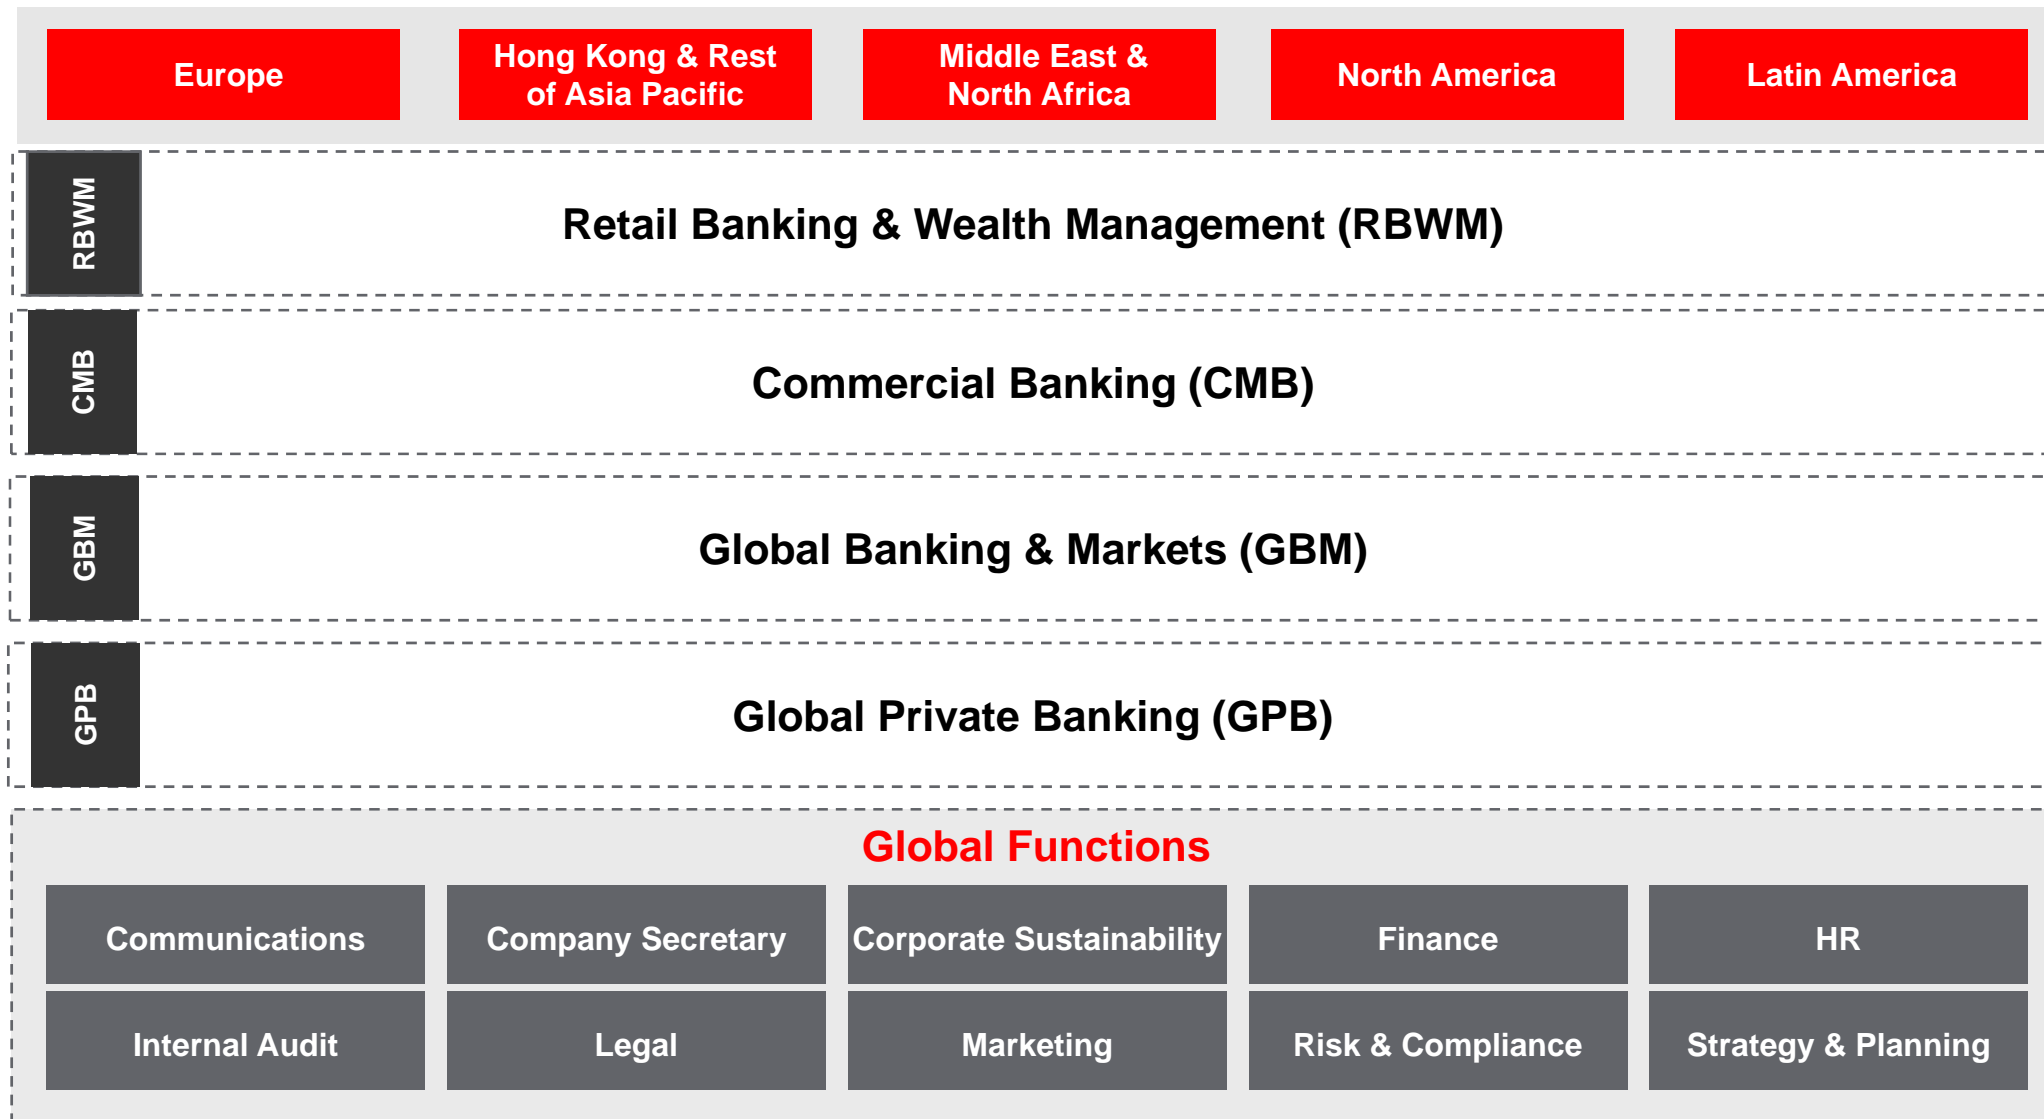 Europe
Hong Kong & Rest
of Asia Pacific
Middle East &
North Africa
North America
Latin America
RBWM
Retail Banking & Wealth Management (RBWM)
CMB
Commercial Banking (CMB)
GBM
Global Banking & Markets (GBM)
GPB
Global Private Banking (GPB)
Global Functions
Communications
Company Secretary
Corporate Sustainability
Finance
HR
Internal Audit
Legal
Marketing
Risk & Compliance
Strategy & Planning